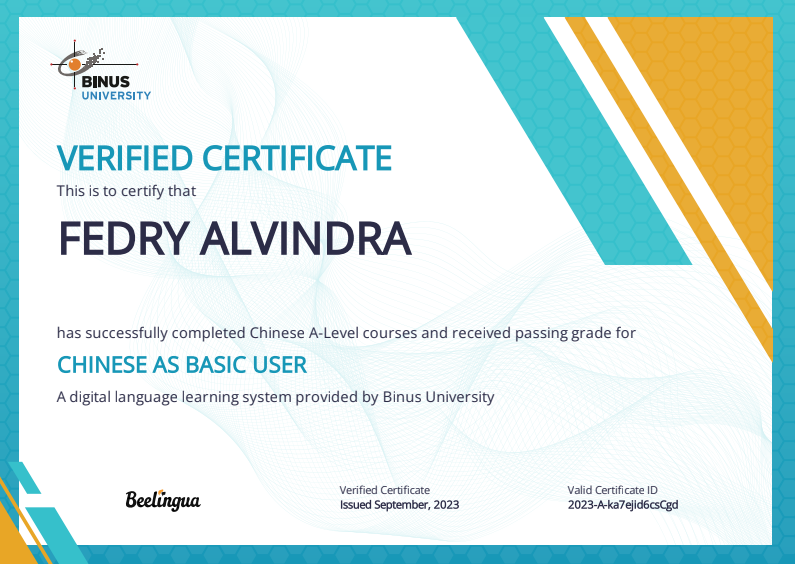 BINUS
UNIVERSITY
VERIFIED CERTIFICATE
This is to certify that
FEDRY ALVINDRA
has successfully completed Chinese A-Level courses and received passing grade for
CHINESE AS BASIC USER
A digital language learning system provided by Binus University
Beelingua
Verified Certificate
Issued September, 2023
Valid Certificate ID
2023-A-ka7ejid6csCgd